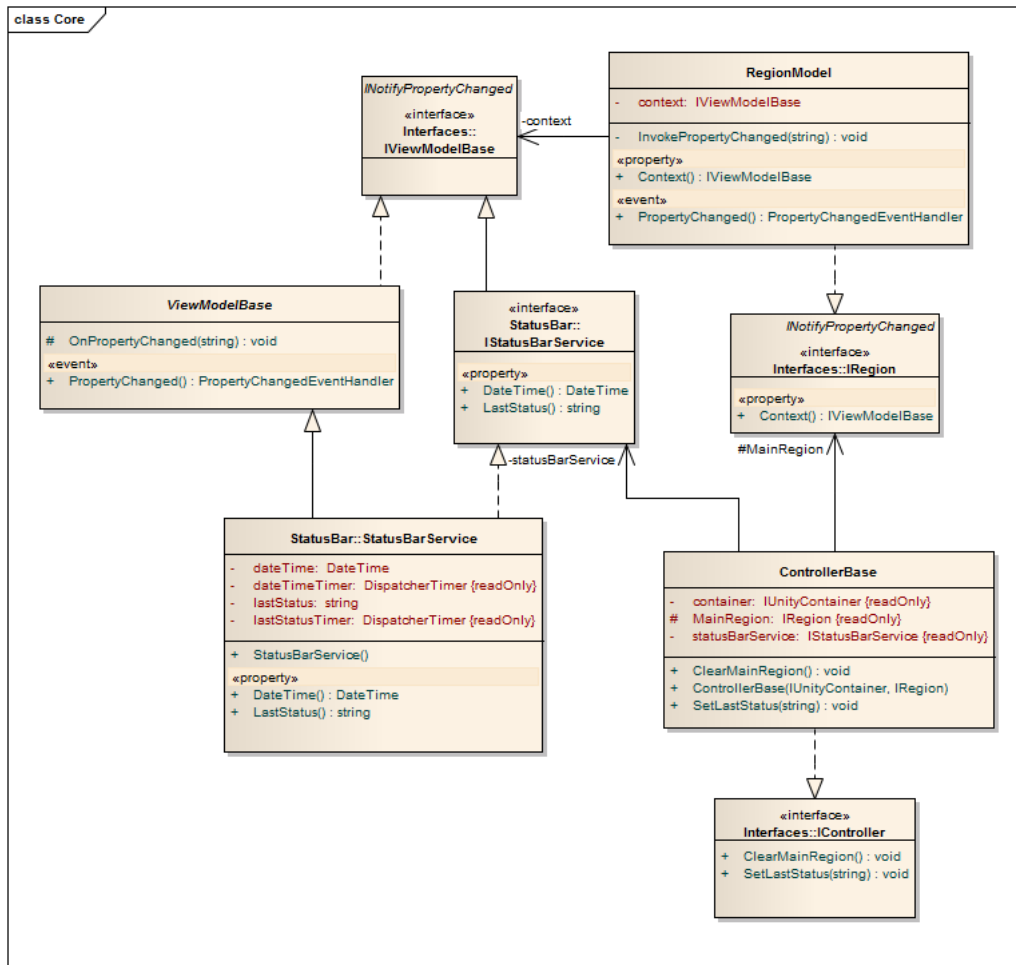 class Core
INotifyPropertyChanged
«interface»
Interfaces::
IViewModelBase
-context
RegionModel
- context: IViewModelBase
- InvokePropertyChanged(string) : void
«property»
+ Context() : IViewModelBase
«event»
+ PropertyChanged() : PropertyChangedEventHandler
ViewModelBase
# OnPropertyChanged(string) : void
«event»
+ PropertyChanged() : PropertyChangedEventHandler
«interface»
StatusBar::
IStatusBarService
«property»
+ DateTime() : DateTime
+ LastStatus() : string
INotifyPropertyChanged
«interface»
Interfaces::IRegion
«property»
+ Context() : IViewModelBase
-statusBarService
#MainRegion
StatusBar::StatusBarService
- dateTime: DateTime
- dateTimeTimer: DispatcherTimer {readOnly}
- lastStatus: string
- lastStatusTimer: DispatcherTimer {readOnly}
+ StatusBarService()
«property»
+ DateTime() : DateTime
+ LastStatus() : string
ControllerBase
- container: IUnityContainer {readOnly}
# MainRegion: IRegion {readOnly}
- statusBarService: IStatusBarService {readOnly}
+ ClearMainRegion() : void
+ ControllerBase(IUnityContainer, IRegion)
+ SetLastStatus(string) : void
«interface»
Interfaces::IController
+ ClearMainRegion() : void
+ SetLastStatus(string) : void